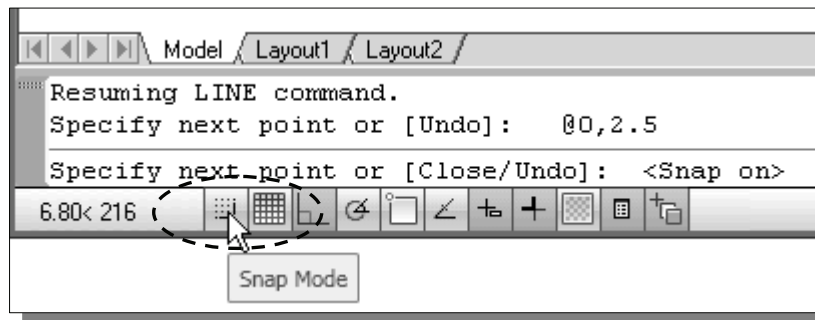 Model Layout1 Layout2
Resuming LINE command.
Specify next point or [Undo]: @0,2.5
Specify next point or [Close/Undo]: <Snap on>
6.80< 216
Snap Mode